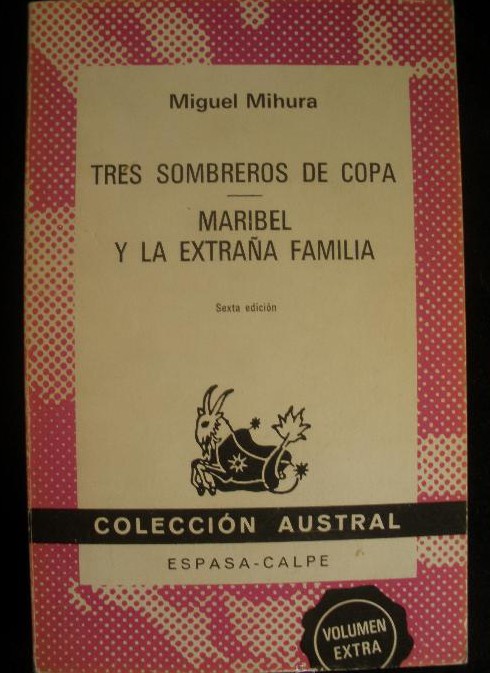 Miguel Mihura
TRES SOMBREROS DE COPA
MARIBEL
Y LA EXTRAÑA FAMILIA
Sexta edición
COLECCIÓN AUSTRAL
ESPASA-CALPE
VOLUMEN
EXTRA